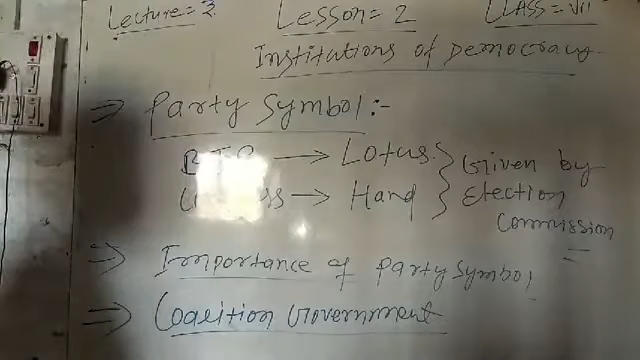 Lecture = 2 Lesson = 2 CLASS = VII
Institutions of Democracy
⇒ Party Symbol :-
→ Lotus
→ Hand
} Given by
Election
Commission
⇒ Importance of Party Symbol
⇒ Coalition Government